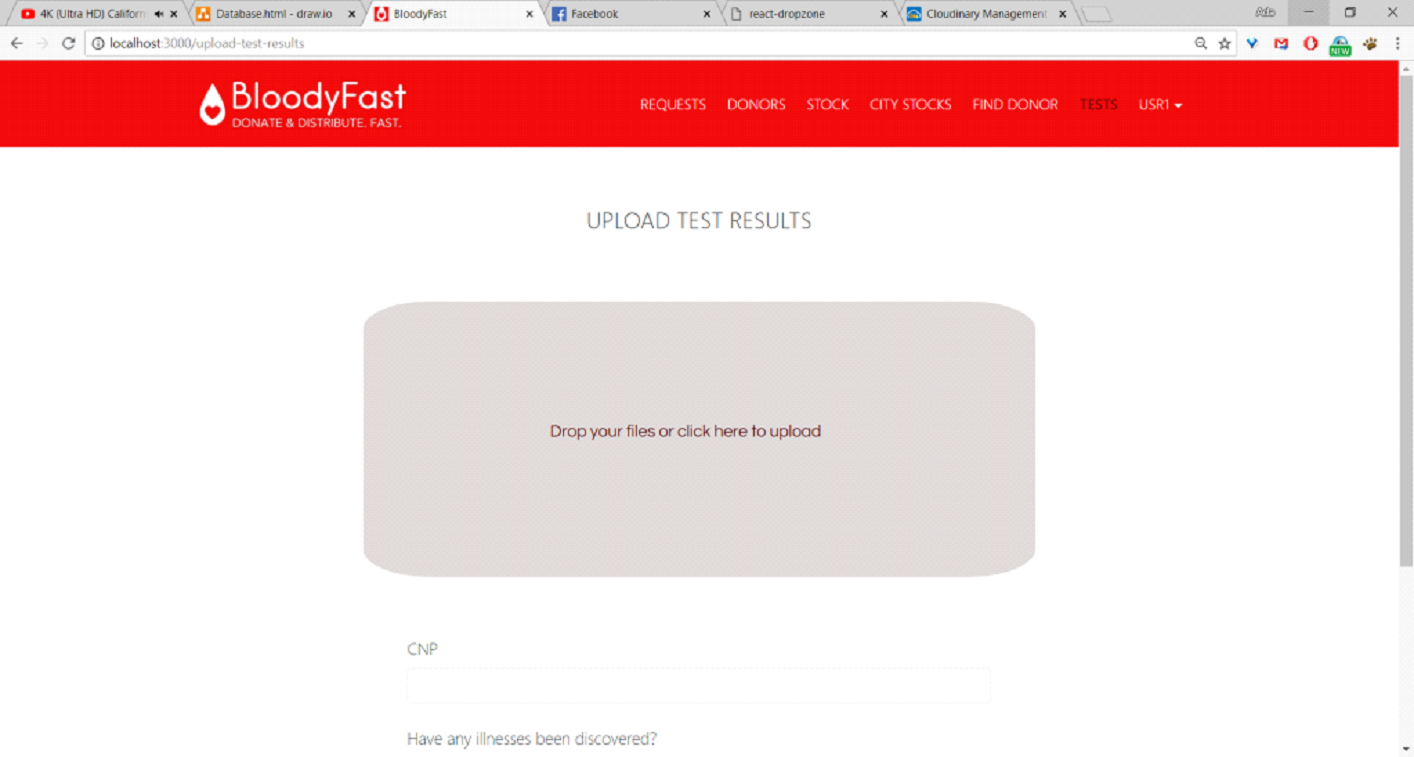 4K (Ultra HD) Californ
Database.html - draw.io
BloodyFast
Facebook
react-dropzone
Cloudinary Management
localhost:3000/upload-test-results
NEW
BloodyFast
DONATE & DISTRIBUTE. FAST.
REQUESTS DONORS STOCK CITY STOCKS FIND DONOR TESTS USR1
UPLOAD TEST RESULTS
Drop your files or click here to upload
CNP
Have any illnesses been discovered?